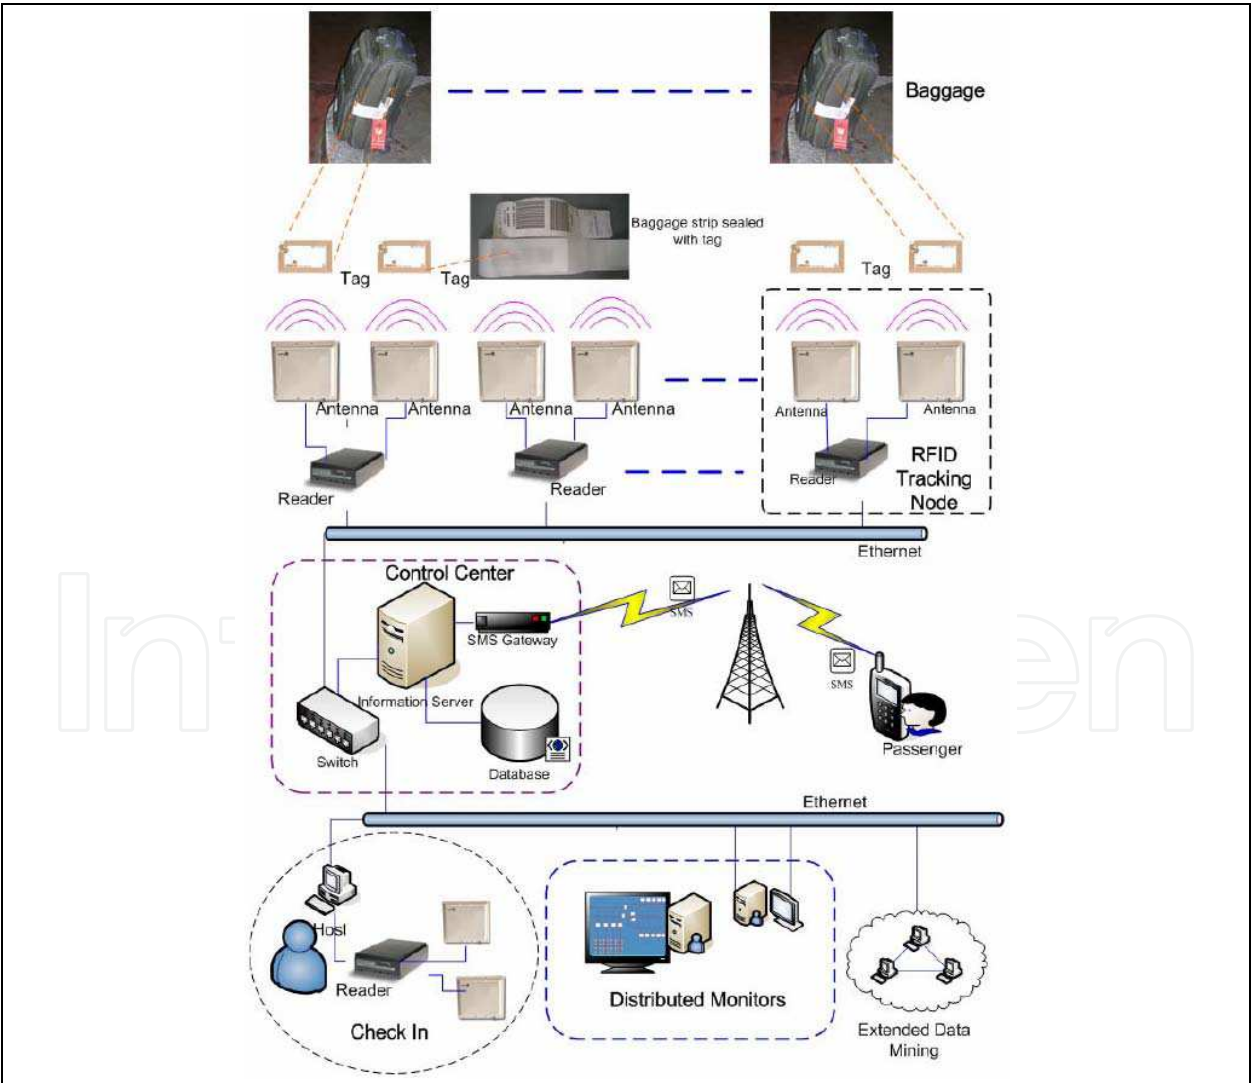 Baggage
Baggage strip sealed
with tag
Tag
Tag
Tag
Antenna
Antenna
Antenna
Antenna
Antenna
Antenna
Reader
Reader
Reader
RFID
Tracking
Node
Ethernet
Control Center
SMS
SMS Gateway
SMS
Information Server
Switch
Database
Passenger
Ethernet
Host
Reader
Check In
Distributed Monitors
Extended Data
Mining